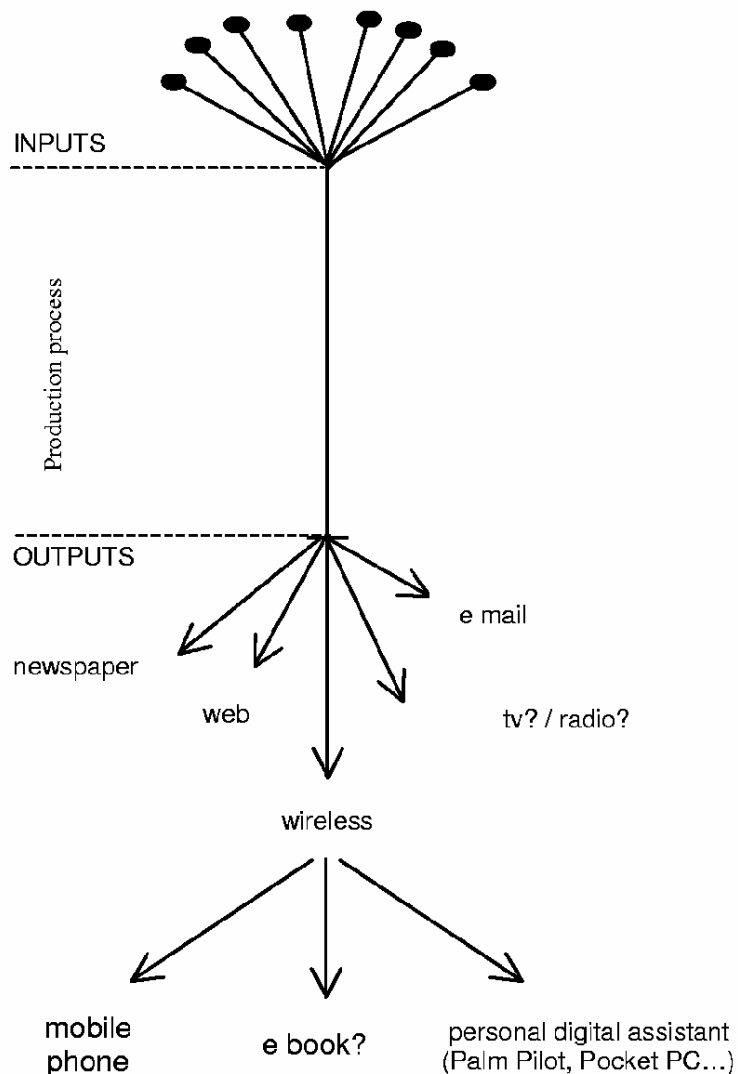 INPUTS
Production process
OUTPUTS
e mail
newspaper
web
tv? / radio?
wireless
mobile
phone
e book?
personal digital assistant
(Palm Pilot, Pocket PC...)